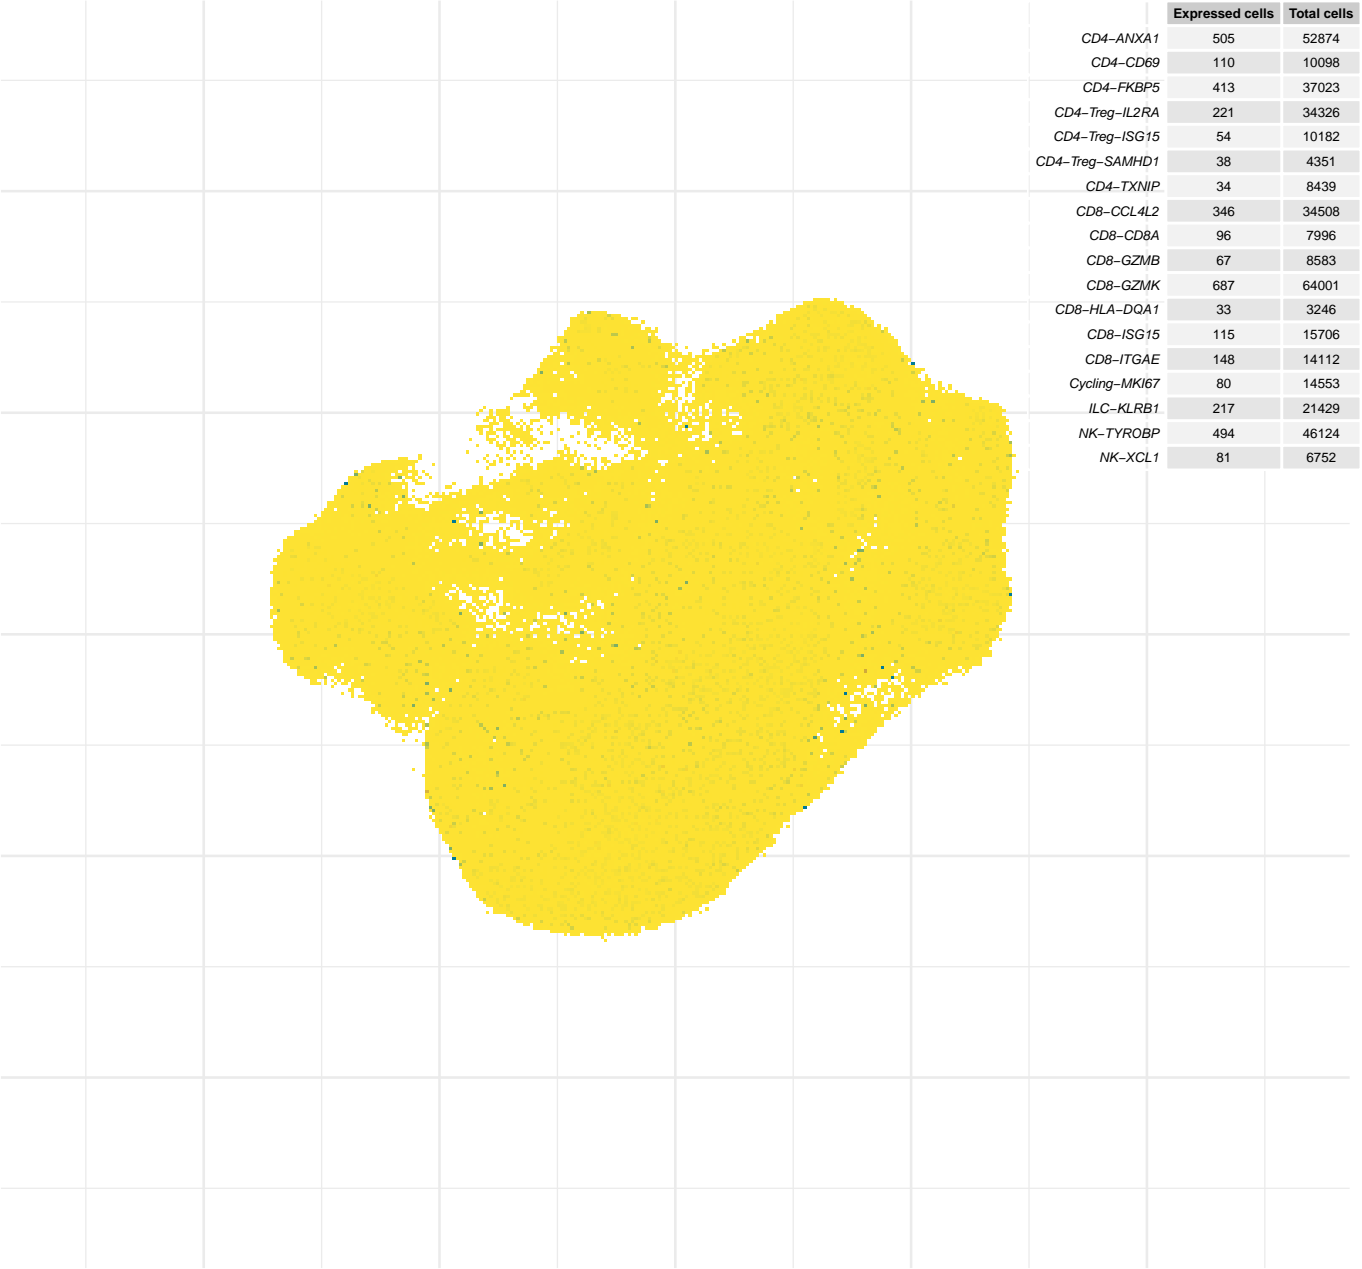 Expressed cells Total cells
CD4−ANXA1 505 52874
CD4−CD69 110 10098
CD4−FKBP5 413 37023
CD4−Treg−IL2RA 221 34326
CD4−Treg−ISG15 54 10182
CD4−Treg−SAMHD1 38 4351
CD4−TXNIP 34 8439
CD8−CCL4L2 346 34508
CD8−CD8A 96 7996
CD8−GZMB 67 8583
CD8−GZMK 687 64001
CD8−HLA−DQA1 33 3246
CD8−ISG15 115 15706
CD8−ITGAE 148 14112
Cycling−MKI67 80 14553
ILC−KLRB1 217 21429
NK−TYROBP 494 46124
NK−XCL1 81 6752